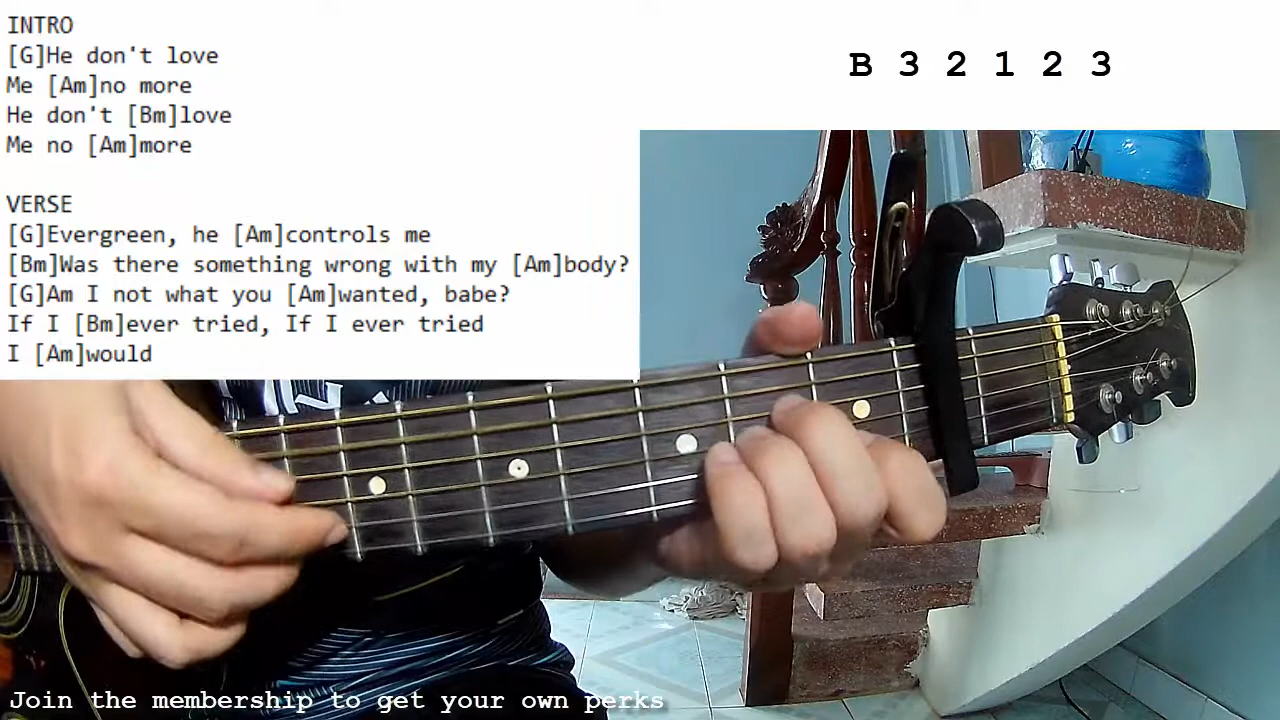 INTRO
[G]He don't love
Me [Am]no more
He don't [Bm]love
Me no [Am]more
VERSE
[G]Evergreen, he [Am]controls me
[Bm]Was there something wrong with my [Am]body?
[G]Am I not what you [Am]wanted, babe?
If I [Bm]ever tried, If I ever tried
I [Am]would
B 3 2 1 2 3
Join the membership to get your own perks